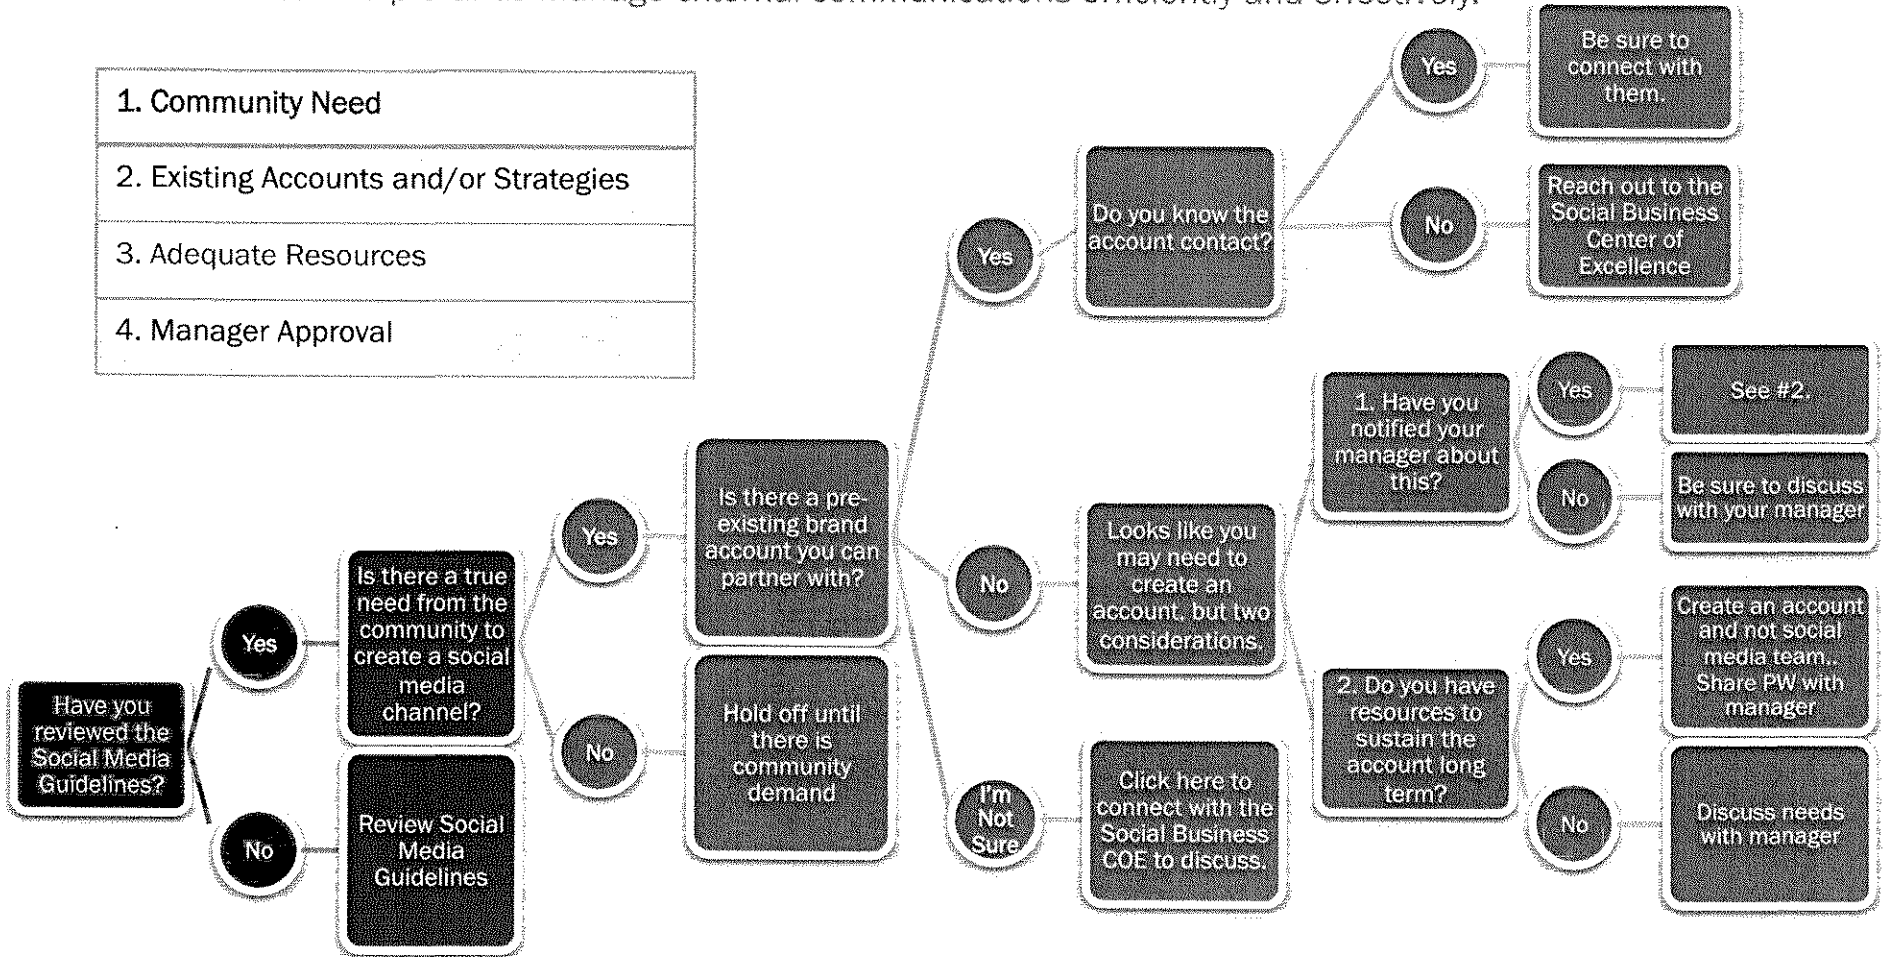 manage external communications efficiently and effectively.
1. Community Need
2. Existing Accounts and/or Strategies
3. Adequate Resources
4. Manager Approval
Have you
reviewed the
Social Media
Guidelines?
Yes
No
Is there a true
need from the
community to
create a social
media
channel?
Review Social
Media
Guidelines
Yes
No
Is there a pre-
existing brand
account you can
partner with?
Hold off until
there is
community
demand
Yes
No
I'm
Not
Sure
Do you know the
account contact?
Looks like you
may need to
create an
account, but two
considerations.
Click here to
connect with the
Social Business
COE to discuss.
Yes
No
Be sure to
connect with
them.
Reach out to the
Social Business
Center of
Excellence
1. Have you
notified your
manager about
this?
Yes
No
See #2.
Be sure to discuss
with your manager
2. Do you have
resources to
sustain the
account long
term?
Yes
No
Create an account
and not social
media team..
Share PW with
manager
Discuss needs
with manager